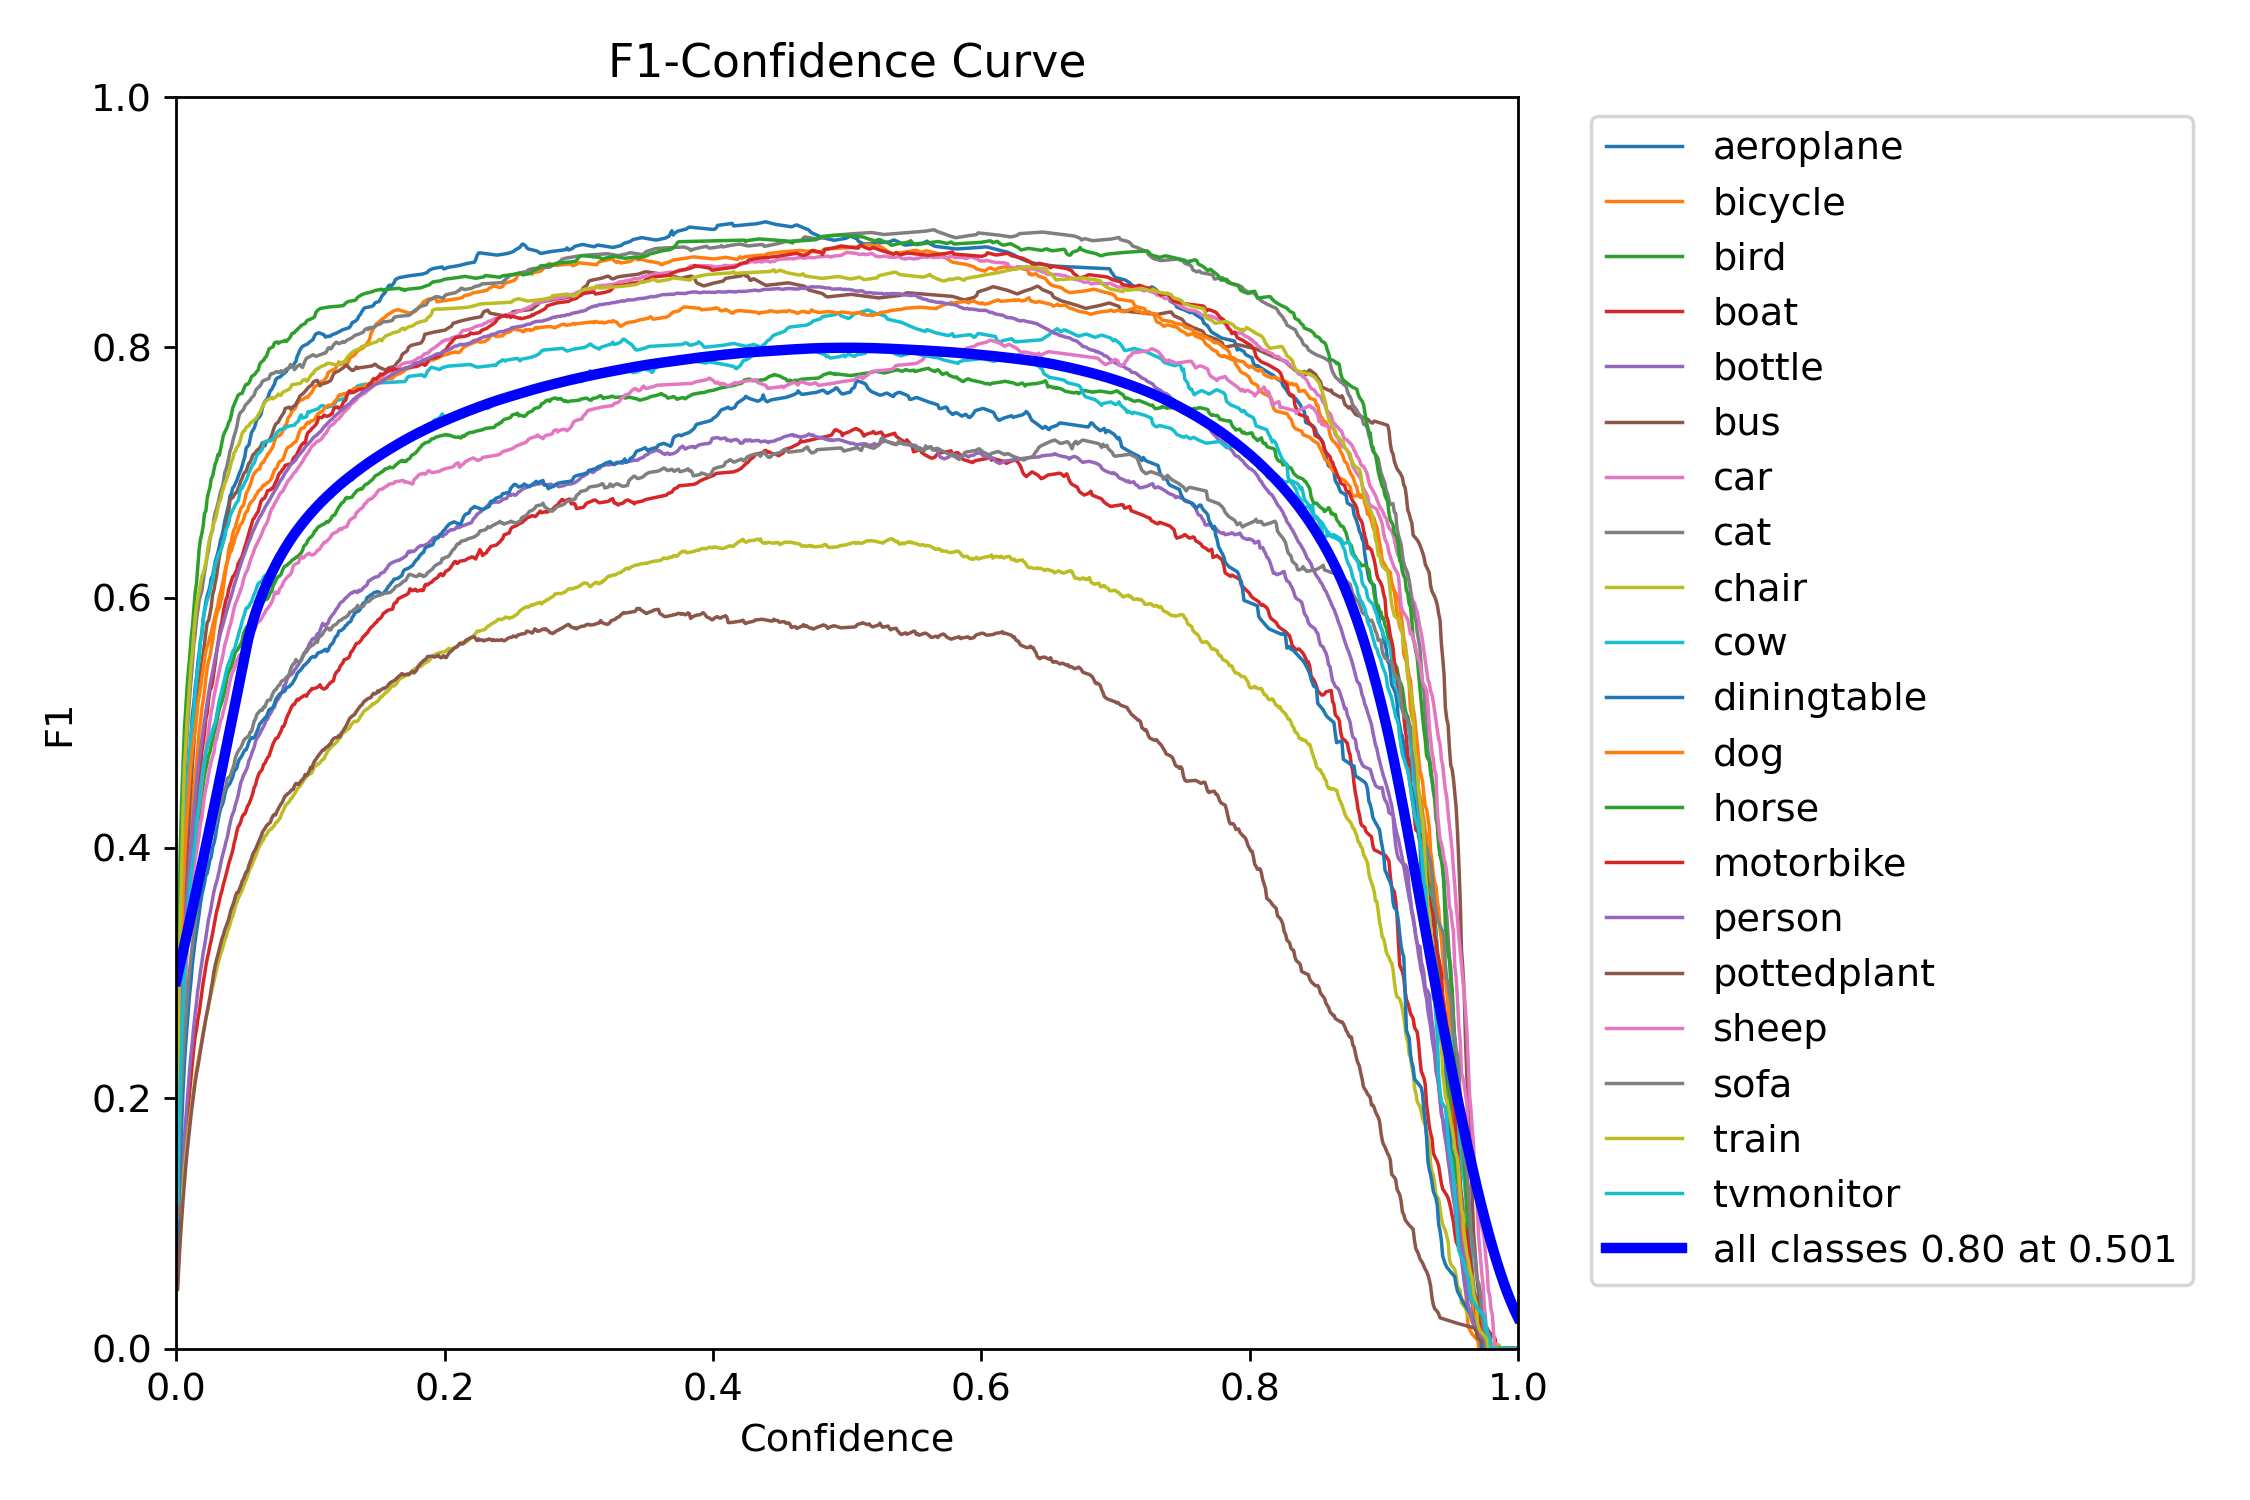 F1-Confidence Curve
1.0
0.8
0.6
0.4
0.2
0.0
F1
0.0 0.2 0.4 0.6 0.8 1.0
Confidence
aeroplane
bicycle
bird
boat
bottle
bus
car
cat
chair
cow
diningtable
dog
horse
motorbike
person
pottedplant
sheep
sofa
train
tvmonitor
all classes 0.80 at 0.501